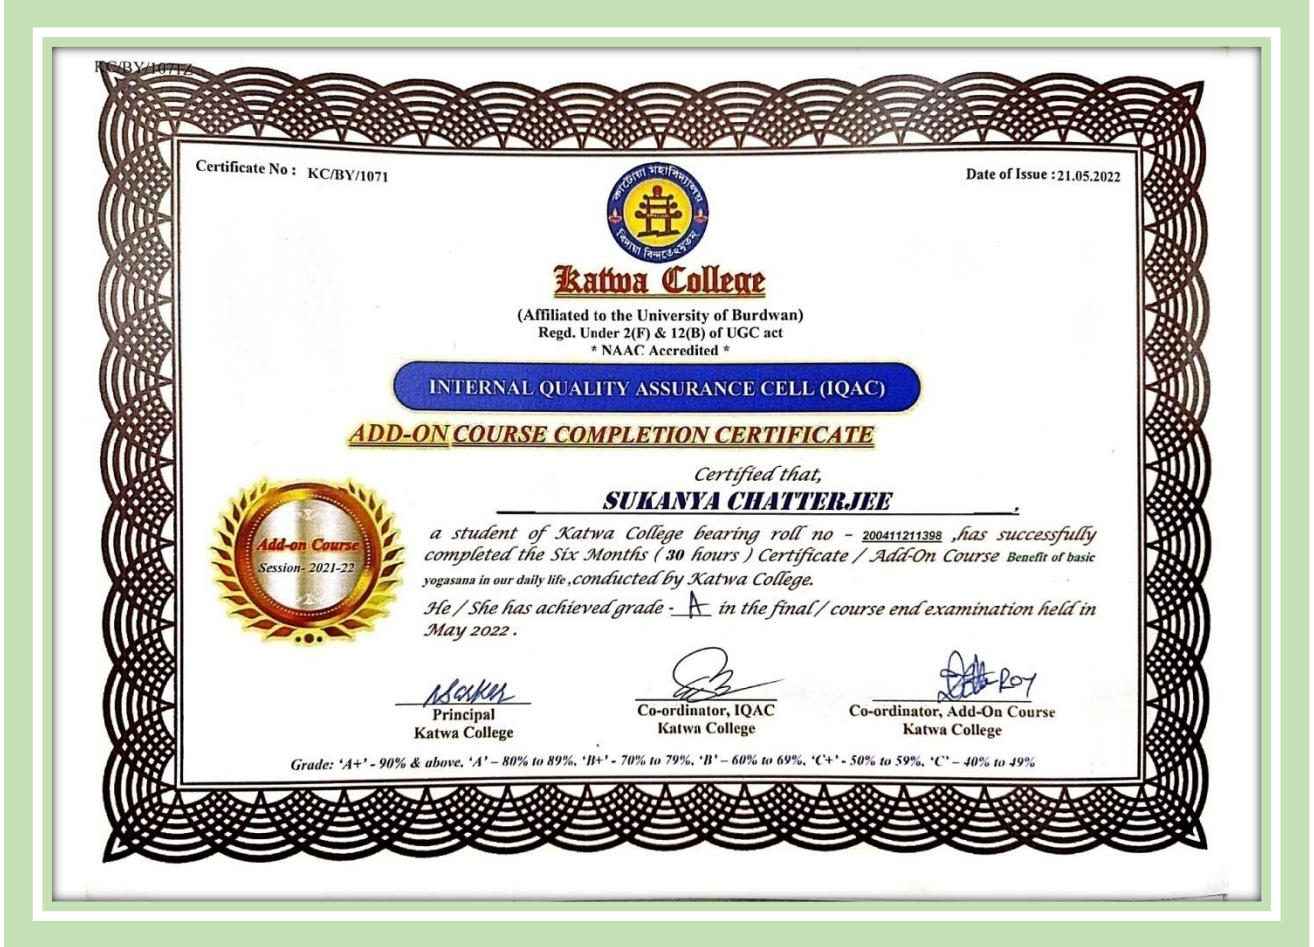 KC/BY/1071Z
Certificate No : KC/BY/1071
Date of Issue :21.05.2022
কাটোয়া মহাবিদ্যালয়
Katwa College
(Affiliated to the University of Burdwan)
Regd. Under 2(F) & 12(B) of UGC act
* NAAC Accredited *
INTERNAL QUALITY ASSURANCE CELL (IQAC)
ADD-ON COURSE COMPLETION CERTIFICATE
Certified that,
SUKANYA CHATTERJEE ,
a student of Katwa College bearing roll no - 200411211398 ,has successfully
completed the Six Months ( 30 hours ) Certificate / Add-On Course Benefit of basic
yogasana in our daily life ,conducted by Katwa College.
He / She has achieved grade - A in the final / course end examination held in
May 2022 .
Add-on Course
Session- 2021-22
Principal
Katwa College
Co-ordinator, IQAC
Katwa College
Roy
Co-ordinator, Add-On Course
Katwa College
Grade: ‘A+’ - 90% & above, ‘A’ – 80% to 89%, ‘B+’ - 70% to 79%, ‘B’ – 60% to 69%, ‘C+’ - 50% to 59%, ‘C’ – 40% to 49%